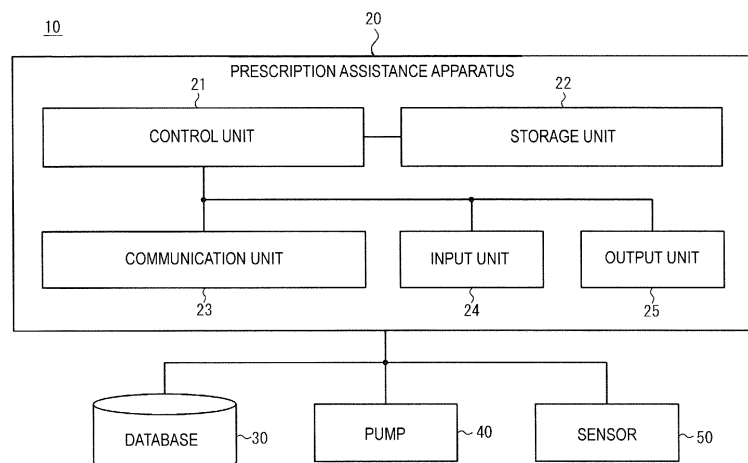 10
20
PRESCRIPTION ASSISTANCE APPARATUS
21
22
CONTROL UNIT
STORAGE UNIT
COMMUNICATION UNIT
INPUT UNIT
OUTPUT UNIT
23
24
25
DATABASE
30
PUMP
40
SENSOR
50